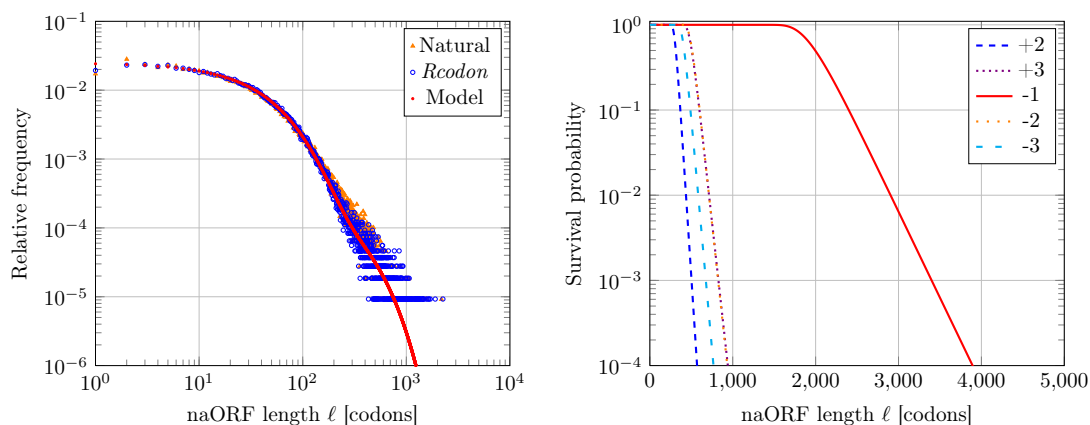 Relative frequency
10^0
10^{-1}
10^{-2}
10^{-3}
10^{-4}
10^{-5}
10^{-6}
Natural
Rcodon
Model
10^0 10^1 10^2 10^3 10^4
naORF length ℓ [codons]
Survival probability
10^0
10^{-1}
10^{-2}
10^{-3}
10^{-4}
+2
+3
-1
-2
-3
0 1,000 2,000 3,000 4,000 5,000
naORF length ℓ [codons]